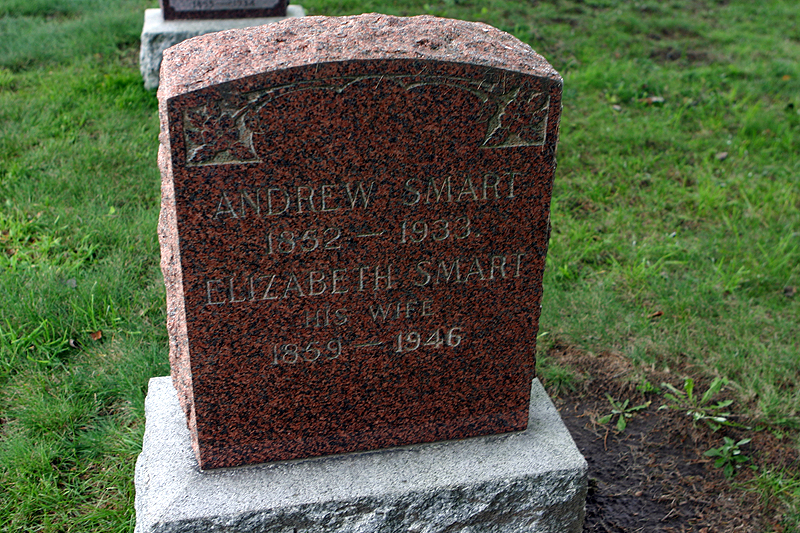 ANDREW SMART
1852 — 1933.
ELIZABETH SMART
HIS WIFE
1859 — 1946